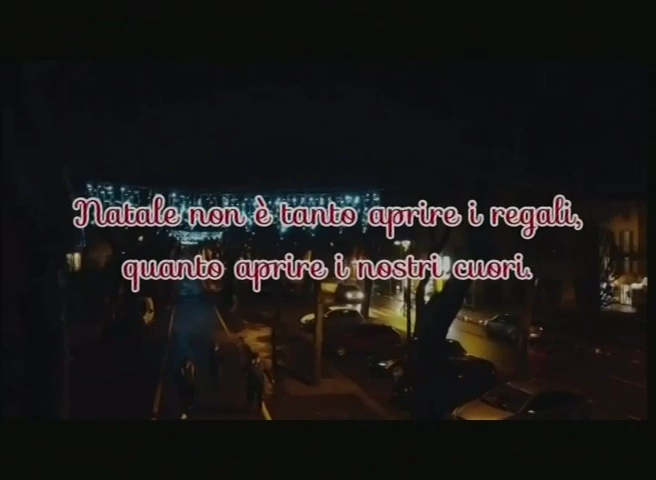 Natale non è tanto aprire i regali,
quanto aprire i nostri cuori.